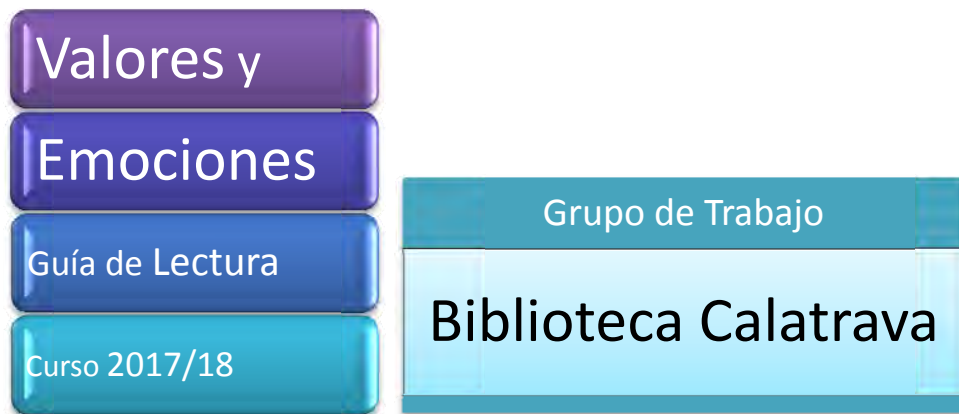 Valores y
Emociones
Guía de Lectura
Curso 2017/18
Grupo de Trabajo
Biblioteca Calatrava